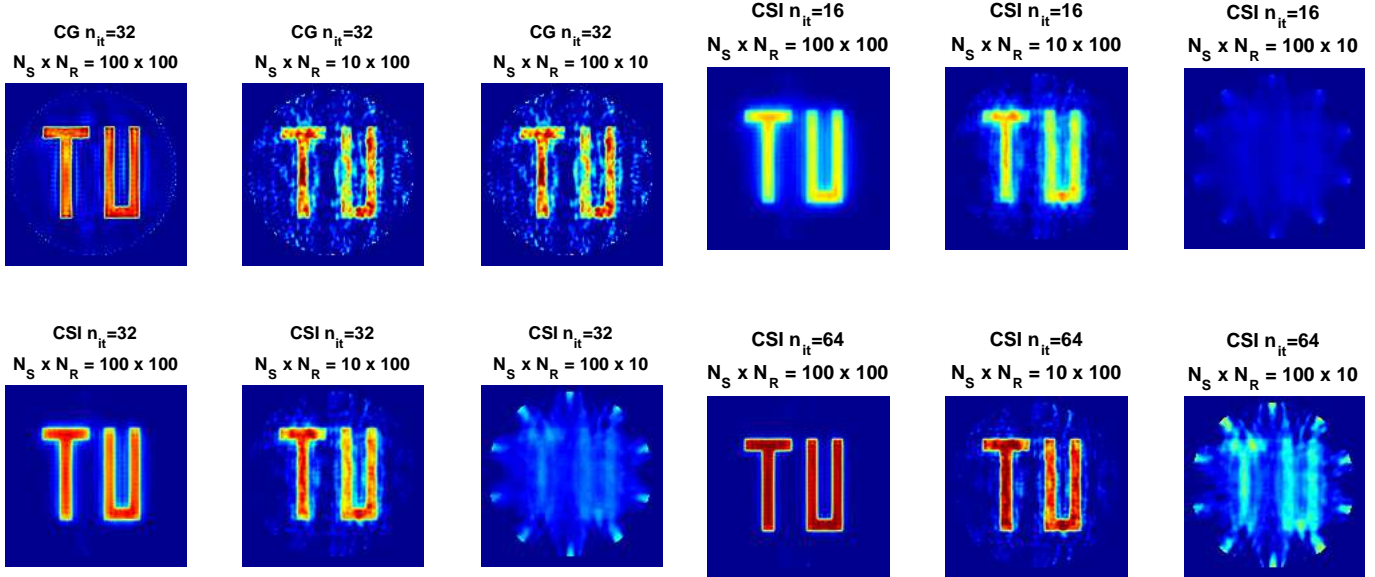 CG n_it=32
N_S x N_R = 100 x 100
TU
CG n_it=32
N_S x N_R = 10 x 100
TU
CG n_it=32
N_S x N_R = 100 x 10
TU
CSI n_it=16
N_S x N_R = 100 x 100
TU
CSI n_it=16
N_S x N_R = 10 x 100
TU
CSI n_it=16
N_S x N_R = 100 x 10
CSI n_it=32
N_S x N_R = 100 x 100
TU
CSI n_it=32
N_S x N_R = 10 x 100
TU
CSI n_it=32
N_S x N_R = 100 x 10
CSI n_it=64
N_S x N_R = 100 x 100
TU
CSI n_it=64
N_S x N_R = 10 x 100
TU
CSI n_it=64
N_S x N_R = 100 x 10
TU